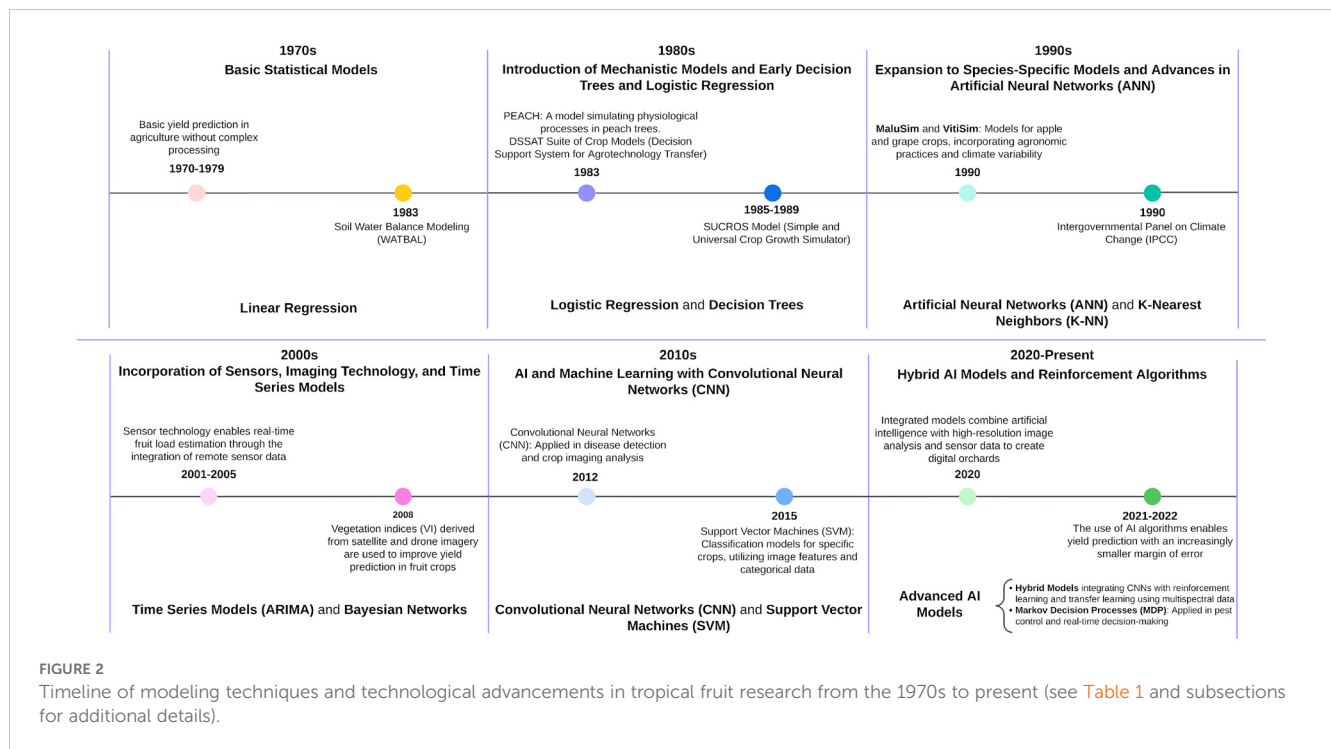 1970s
Basic Statistical Models
Basic yield prediction in
agriculture without complex
processing
1970-1979
1983
Soil Water Balance Modeling
(WATBAL)
Linear Regression
1980s
Introduction of Mechanistic Models and Early Decision
Trees and Logistic Regression
PEACH: A model simulating physiological
processes in peach trees.
DSSAT Suite of Crop Models (Decision
Support System for Agrotechnology Transfer)
1983
1985-1989
SUCROS Model (Simple and
Universal Crop Growth Simulator)
Logistic Regression and Decision Trees
1990s
Expansion to Species-Specific Models and Advances in
Artificial Neural Networks (ANN)
MaluSim and VitiSim: Models for apple
and grape crops, incorporating agronomic
practices and climate variability
1990
1990
Intergovernmental Panel on Climate
Change (IPCC)
Artificial Neural Networks (ANN) and K-Nearest
Neighbors (K-NN)
2000s
Incorporation of Sensors, Imaging Technology, and Time
Series Models
Sensor technology enables real-time
fruit load estimation through the
integration of remote sensor data
2001-2005
2008
Vegetation indices (VI) derived
from satellite and drone imagery
are used to improve yield
prediction in fruit crops
Time Series Models (ARIMA) and Bayesian Networks
2010s
AI and Machine Learning with Convolutional Neural
Networks (CNN)
Convolutional Neural Networks
(CNN): Applied in disease detection
and crop imaging analysis
2012
2015
Support Vector Machines (SVM):
Classification models for specific
crops, utilizing image features and
categorical data
Convolutional Neural Networks (CNN) and Support Vector
Machines (SVM)
2020-Present
Hybrid AI Models and Reinforcement Algorithms
Integrated models combine artificial
intelligence with high-resolution image
analysis and sensor data to create
digital orchards
2020
2021-2022
The use of AI algorithms enables
yield prediction with an increasingly
smaller margin of error
Advanced AI
Models
• Hybrid Models integrating CNNs with reinforcement
learning and transfer learning using multispectral data
• Markov Decision Processes (MDP): Applied in pest
control and real-time decision-making
FIGURE 2
Timeline of modeling techniques and technological advancements in tropical fruit research from the 1970s to present (see Table 1 and subsections
for additional details).